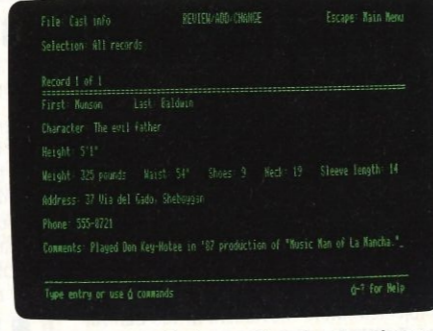 File: Cast info REVIEW/ADD/CHANGE Escape: Main Menu
Selection: All records
Record 1 of 1
First: Munson Last: Baldwin
Character: The evil father
Height: 5'1"
Weight: 325 pounds Waist: 54" Shoes: 9 Neck: 19 Sleeve length: 14
Address: 37 Via del Gado, Sheboygan
Phone: 555-8721
Comments: Played Don Key-Hotee in '87 production of "Music Man of La Mancha."_
Type entry or use commands -? for Help